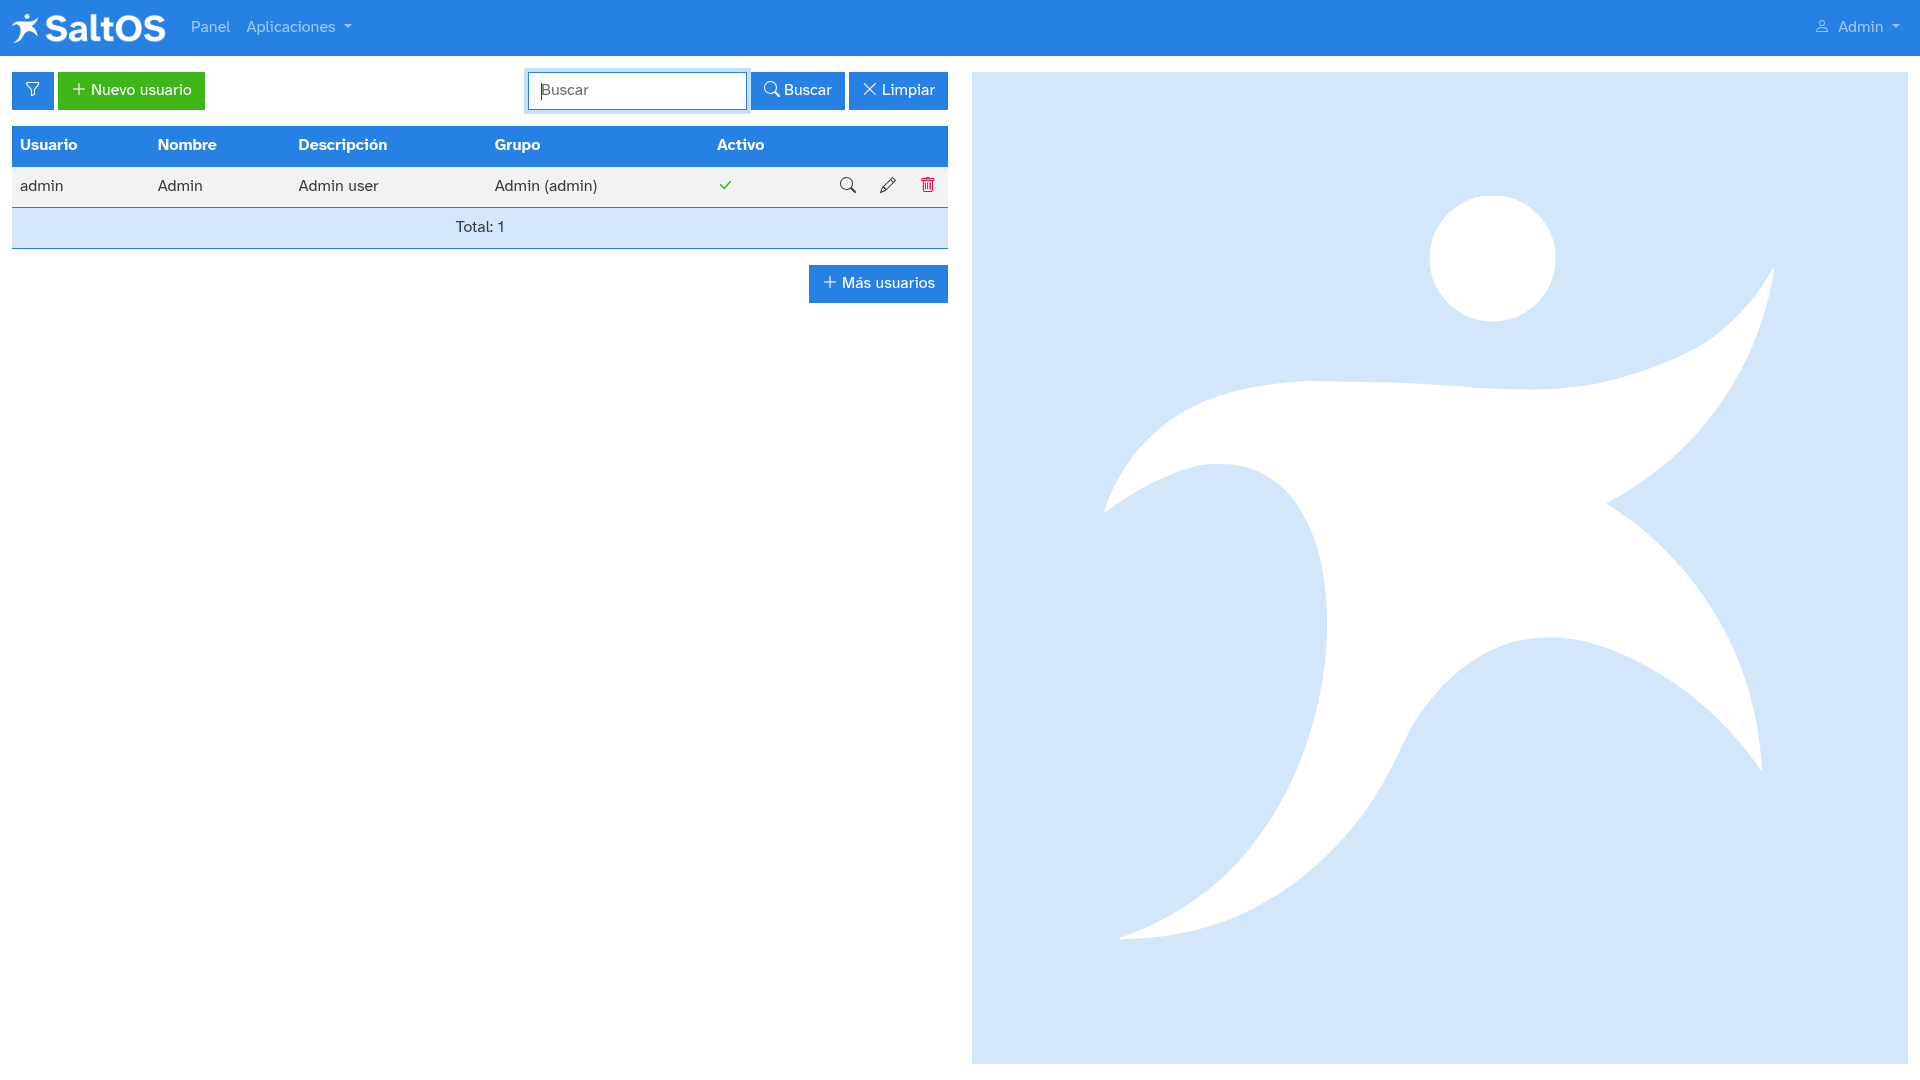 SaltOS Panel Aplicaciones Admin
Nuevo usuario Buscar Buscar Limpiar
Usuario Nombre Descripción Grupo Activo
admin Admin Admin user Admin (admin)
Total: 1
Más usuarios